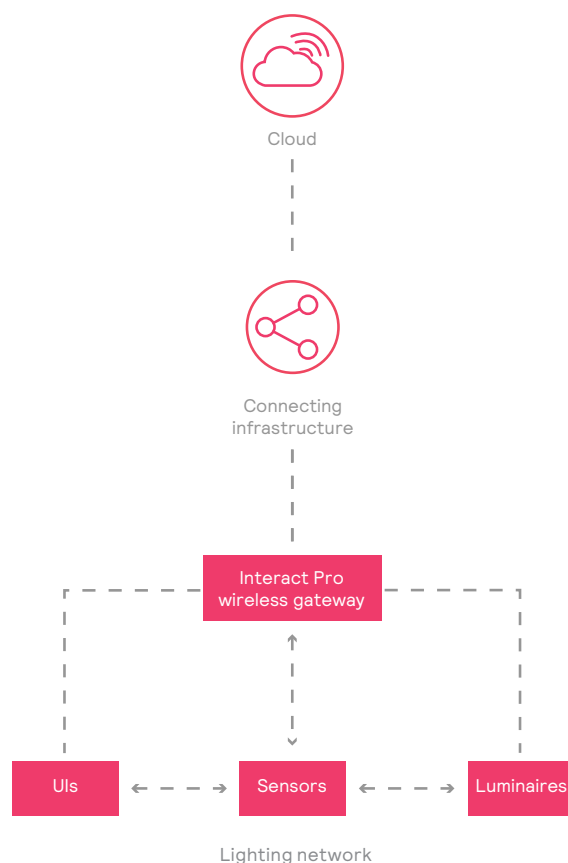 Cloud
Connecting
infrastructure
Interact Pro
wireless gateway
UIs
Sensors
Luminaires
Lighting network